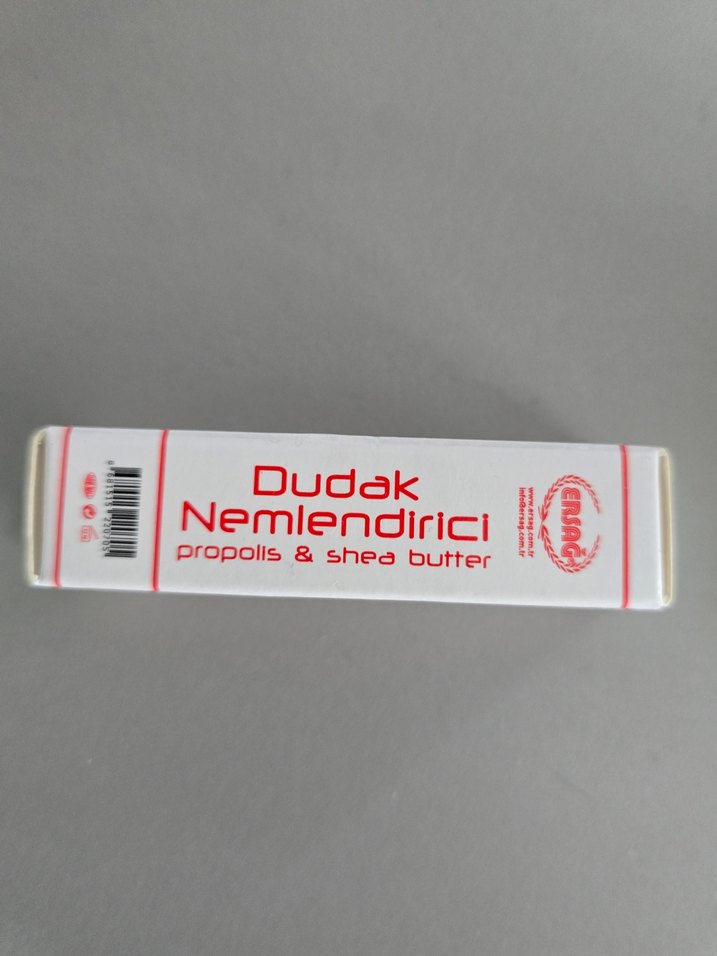 Dudak
Nemlendirici
propolis & shea butter
ERSAĞ
www.ersag.com.tr
info@ersag.com.tr